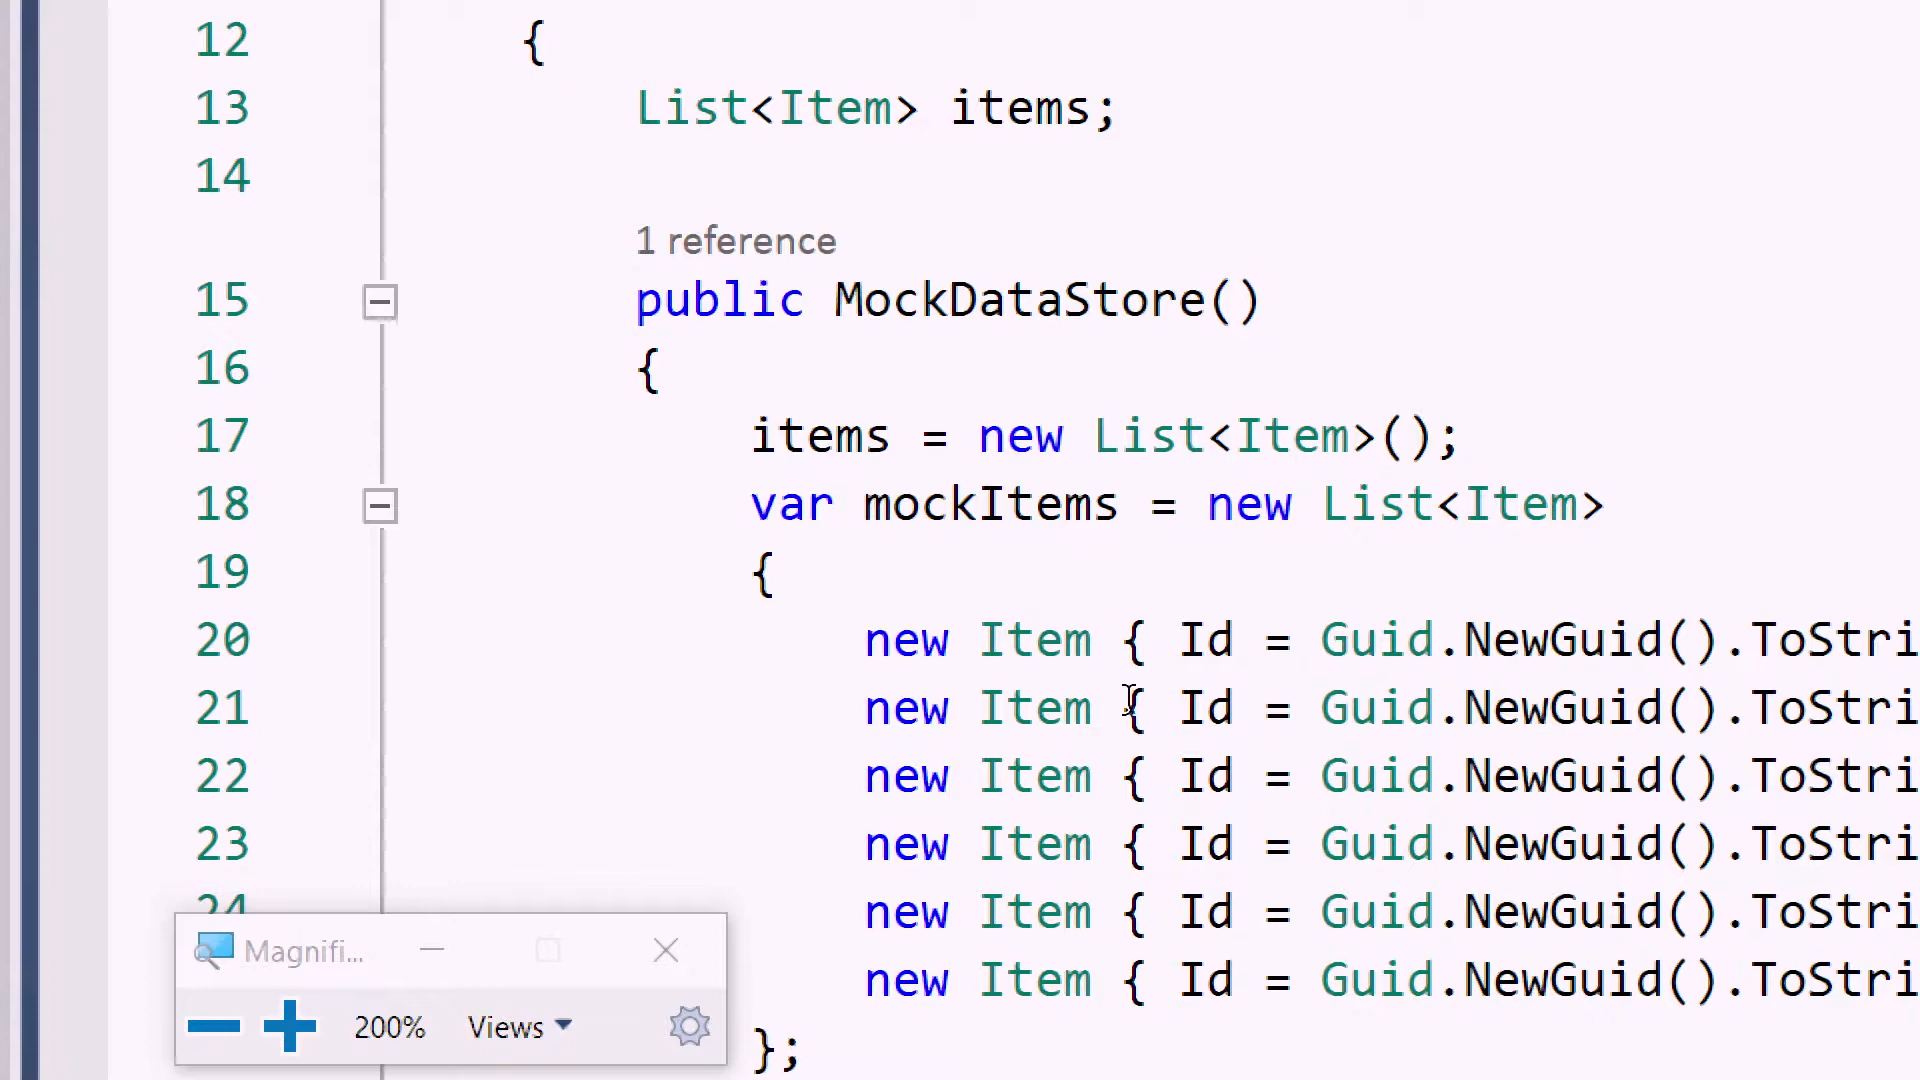 12 {
13 List<Item> items;
14
1 reference
15 public MockDataStore()
16 {
17 items = new List<Item>();
18 var mockItems = new List<Item>
19 {
20 new Item { Id = Guid.NewGuid().ToStri
21 new Item { Id = Guid.NewGuid().ToStri
22 new Item { Id = Guid.NewGuid().ToStri
23 new Item { Id = Guid.NewGuid().ToStri
24 new Item { Id = Guid.NewGuid().ToStri
new Item { Id = Guid.NewGuid().ToStri
};
Magnifi...
200% Views